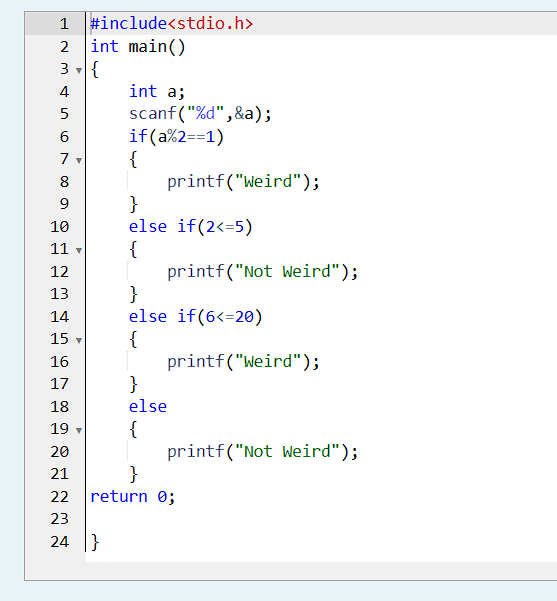 1 #include<stdio.h>
2 int main()
3 {
4     int a;
5     scanf("%d",&a);
6     if(a%2==1)
7     {
8         printf("Weird");
9     }
10     else if(2<=5)
11     {
12         printf("Not Weird");
13     }
14     else if(6<=20)
15     {
16         printf("Weird");
17     }
18     else
19     {
20         printf("Not Weird");
21     }
22 return 0;
23
24 }